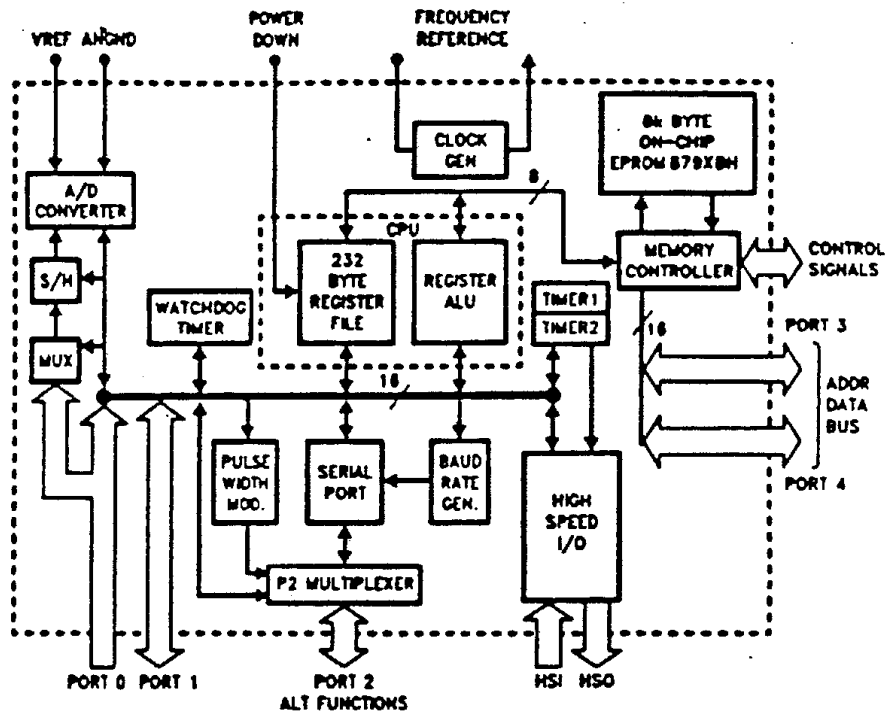 VREF ANGND
POWER
DOWN
FREQUENCY
REFERENCE
CLOCK
GEN
8k BYTE
ON-CHIP
EPROM 879XBH
A/D
CONVERTER
8
CPU
S/H
232
BYTE
REGISTER
FILE
REGISTER
ALU
MEMORY
CONTROLLER
CONTROL
SIGNALS
WATCHDOG
TIMER
TIMER1
TIMER2
16
PORT 3
MUX
16
ADDR
DATA
BUS
PULSE
WIDTH
MOD.
SERIAL
PORT
BAUD
RATE
GEN.
HIGH
SPEED
I/O
PORT 4
P2 MULTIPLEXER
PORT 0 PORT 1
PORT 2
ALT FUNCTIONS
HSI
HSO